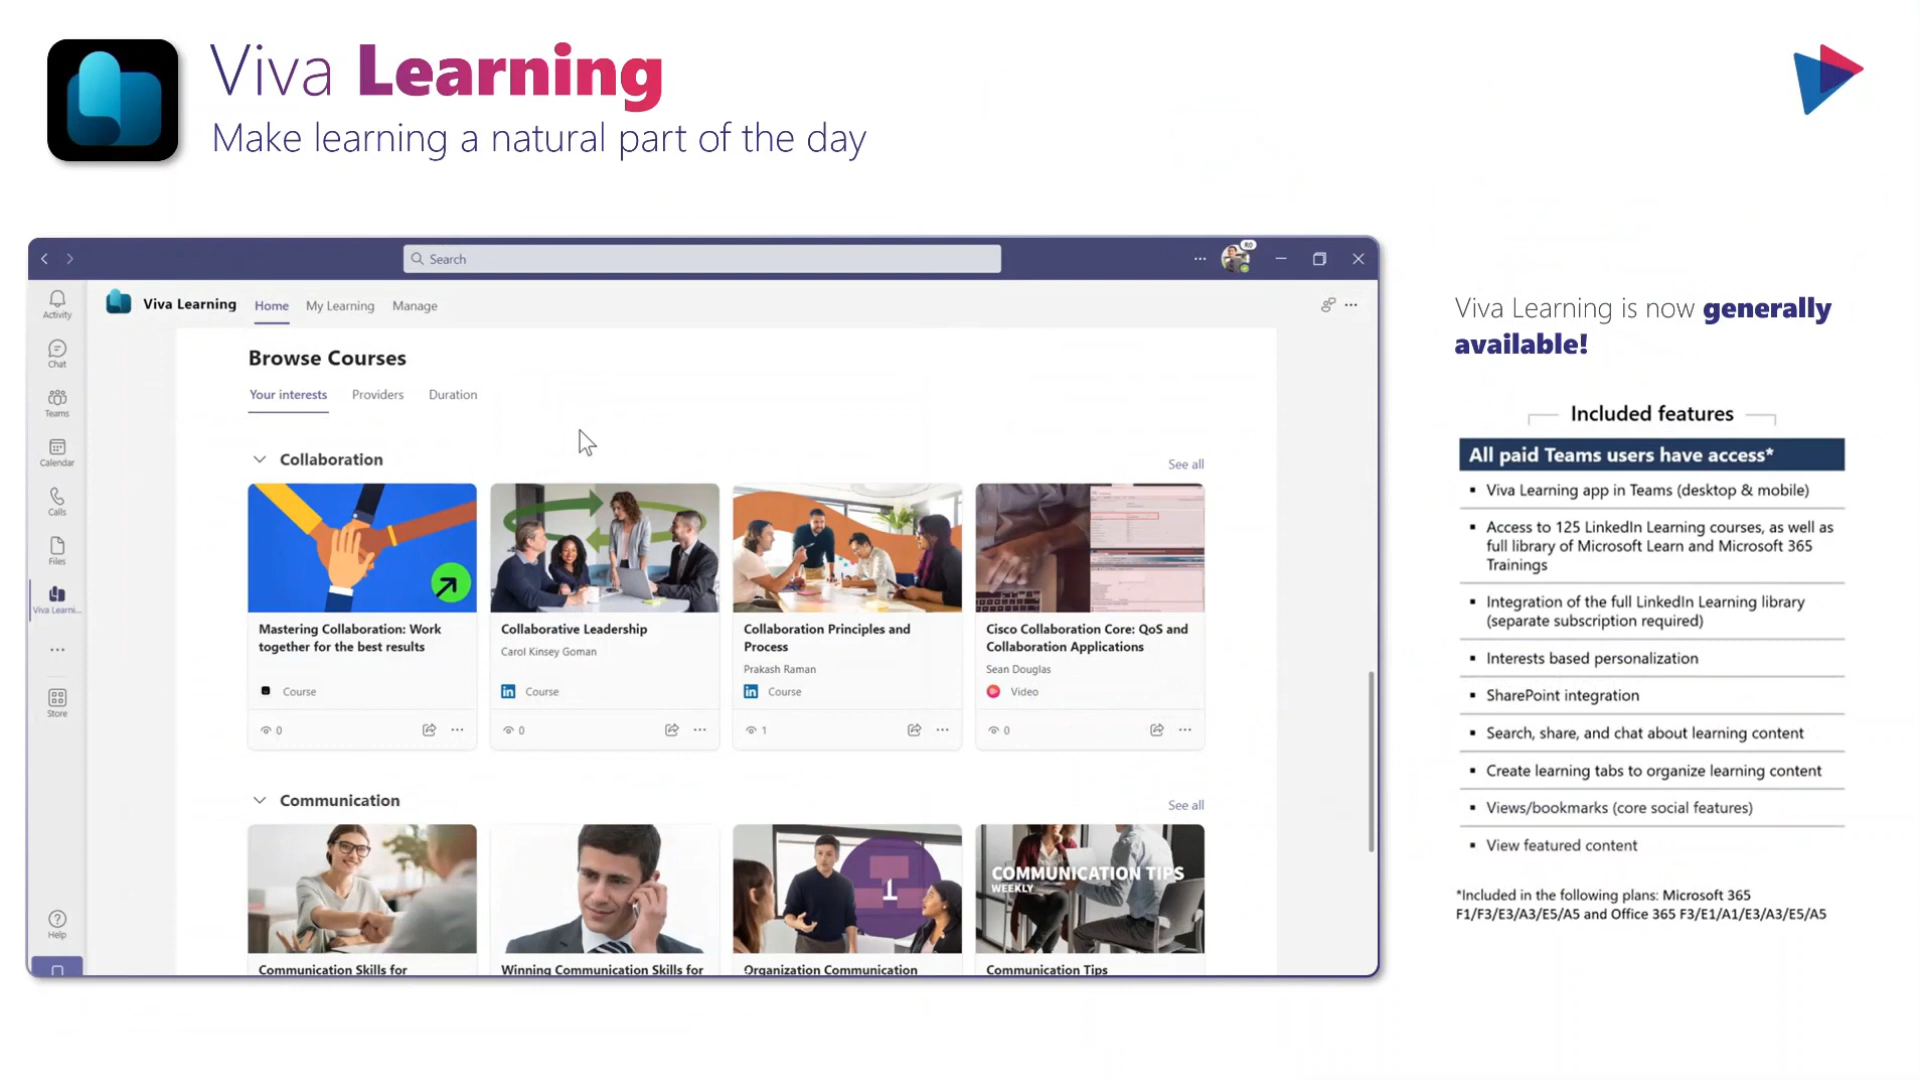 Viva Learning
Make learning a natural part of the day
Search
RO
Activity
Chat
Teams
Calendar
Calls
Files
Viva Learni...
Store
Help
Viva Learning
Home
My Learning
Manage
Browse Courses
Your interests
Providers
Duration
Collaboration
See all
Mastering Collaboration: Work
together for the best results
Course
0
Collaborative Leadership
Carol Kinsey Goman
in Course
0
Collaboration Principles and
Process
Prakash Raman
in Course
1
Cisco Collaboration Core: QoS and
Collaboration Applications
Sean Douglas
Video
0
Communication
See all
COMMUNICATION TIPS
WEEKLY
Communication Skills for
Winning Communication Skills for
Organization Communication
Communication Tips
Viva Learning is now generally
available!
Included features
All paid Teams users have access*
▪ Viva Learning app in Teams (desktop & mobile)
▪ Access to 125 LinkedIn Learning courses, as well as
full library of Microsoft Learn and Microsoft 365
Trainings
▪ Integration of the full LinkedIn Learning library
(separate subscription required)
▪ Interests based personalization
▪ SharePoint integration
▪ Search, share, and chat about learning content
▪ Create learning tabs to organize learning content
▪ Views/bookmarks (core social features)
▪ View featured content
*Included in the following plans: Microsoft 365
F1/F3/E3/A3/E5/A5 and Office 365 F3/E1/A1/E3/A3/E5/A5